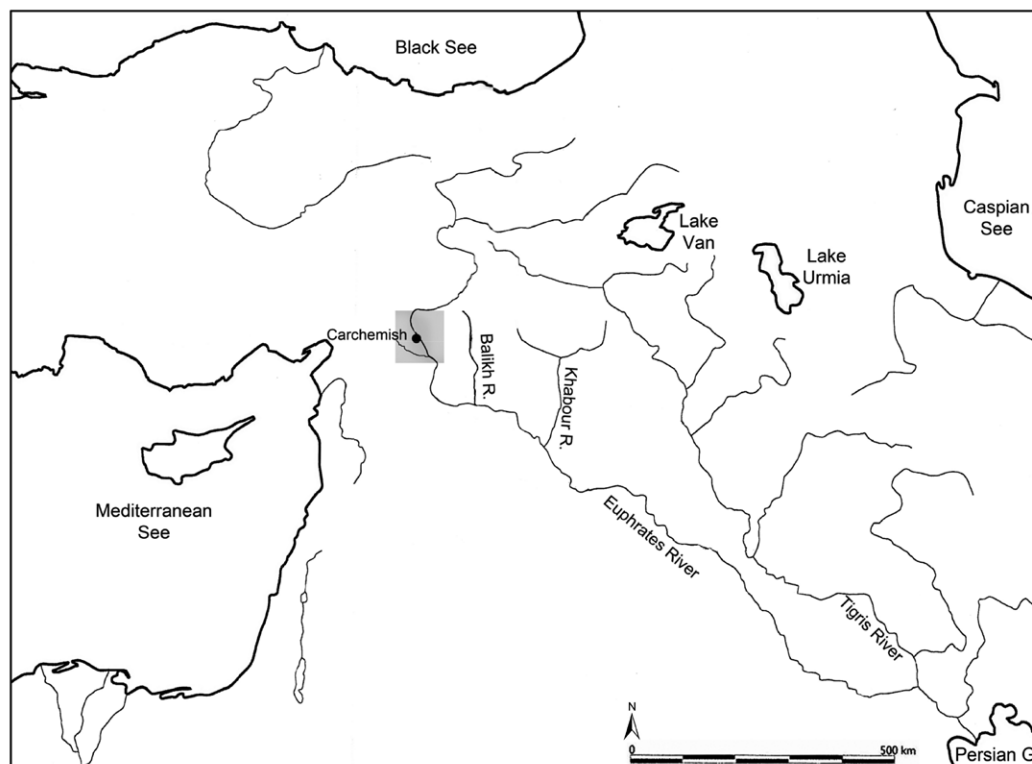 Black See
Caspian
See
Lake
Van
Lake
Urmia
Carchemish
Balikh R.
Khabour R.
Mediterranean
See
Euphrates River
Tigris River
N
0
500 km
Persian G